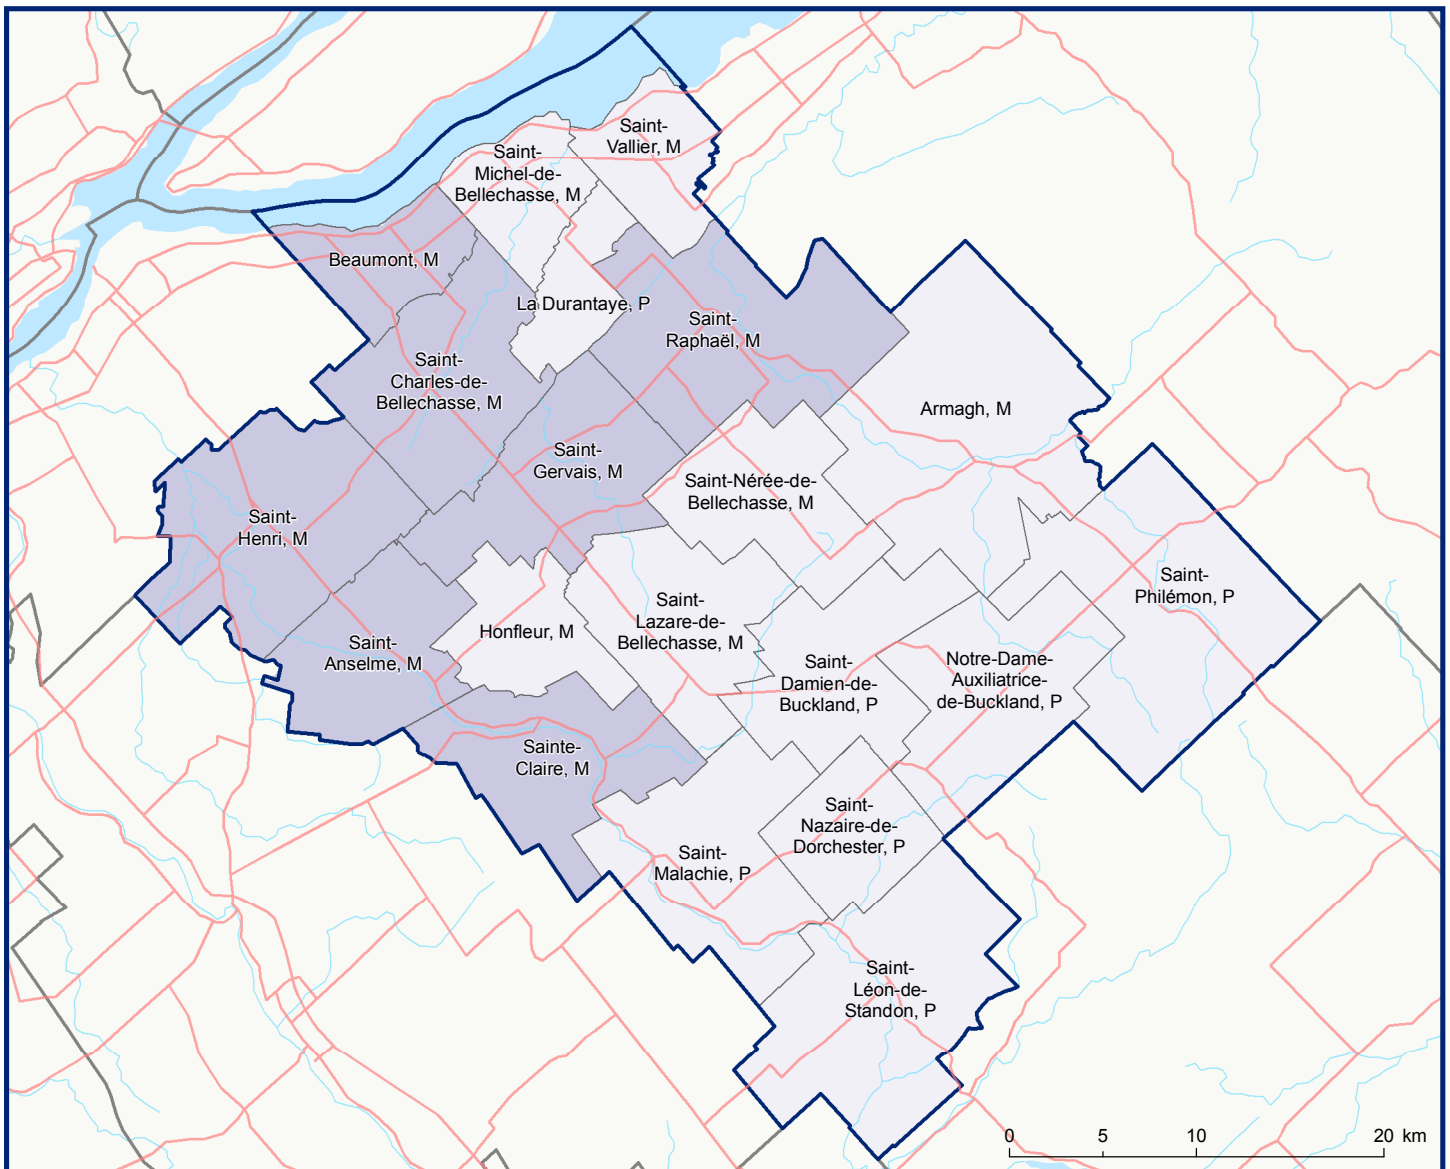 Saint-
Vallier, M
Saint-
Michel-de-
Bellechasse, M
Beaumont, M
La Durantaye, P
Saint-
Raphaël, M
Saint-
Charles-de-
Bellechasse, M
Armagh, M
Saint-
Gervais, M
Saint-Nérée-de-
Bellechasse, M
Saint-
Henri, M
Saint-
Philémon, P
Saint-
Lazare-de-
Bellechasse, M
Honfleur, M
Saint-
Anselme, M
Saint-
Damien-de-
Buckland, P
Notre-Dame-
Auxiliatrice-
de-Buckland, P
Sainte-
Claire, M
Saint-
Nazaire-de-
Dorchester, P
Saint-
Malachie, P
Saint-
Léon-de-
Standon, P
0 5 10 20 km